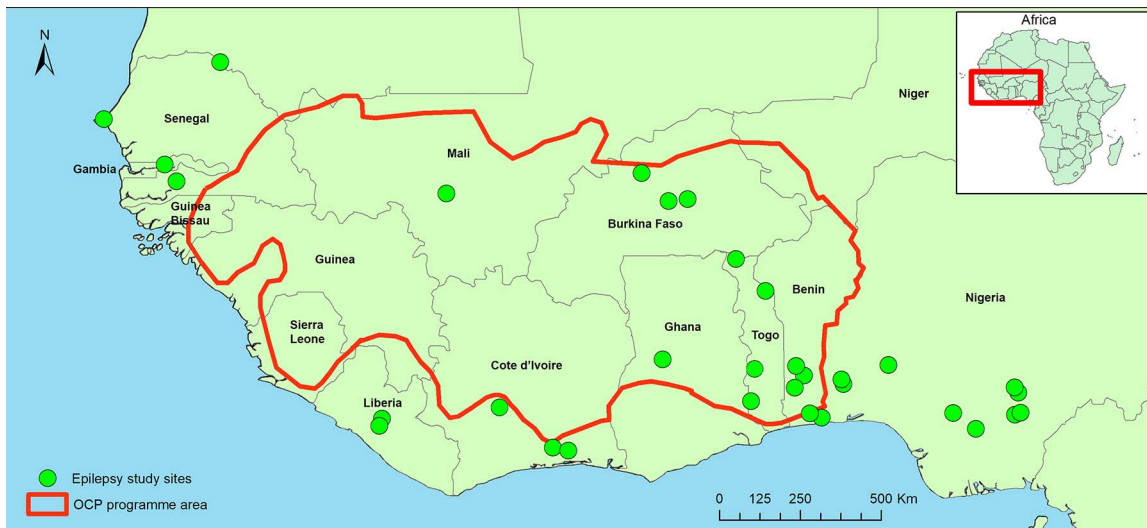 Africa
N
Niger
Senegal
Mali
Gambia
Guinea
Bissau
Burkina Faso
Guinea
Benin
Nigeria
Sierra
Leone
Ghana
Togo
Cote d'Ivoire
Liberia
Epilepsy study sites
OCP programme area
0 125 250 500 Km